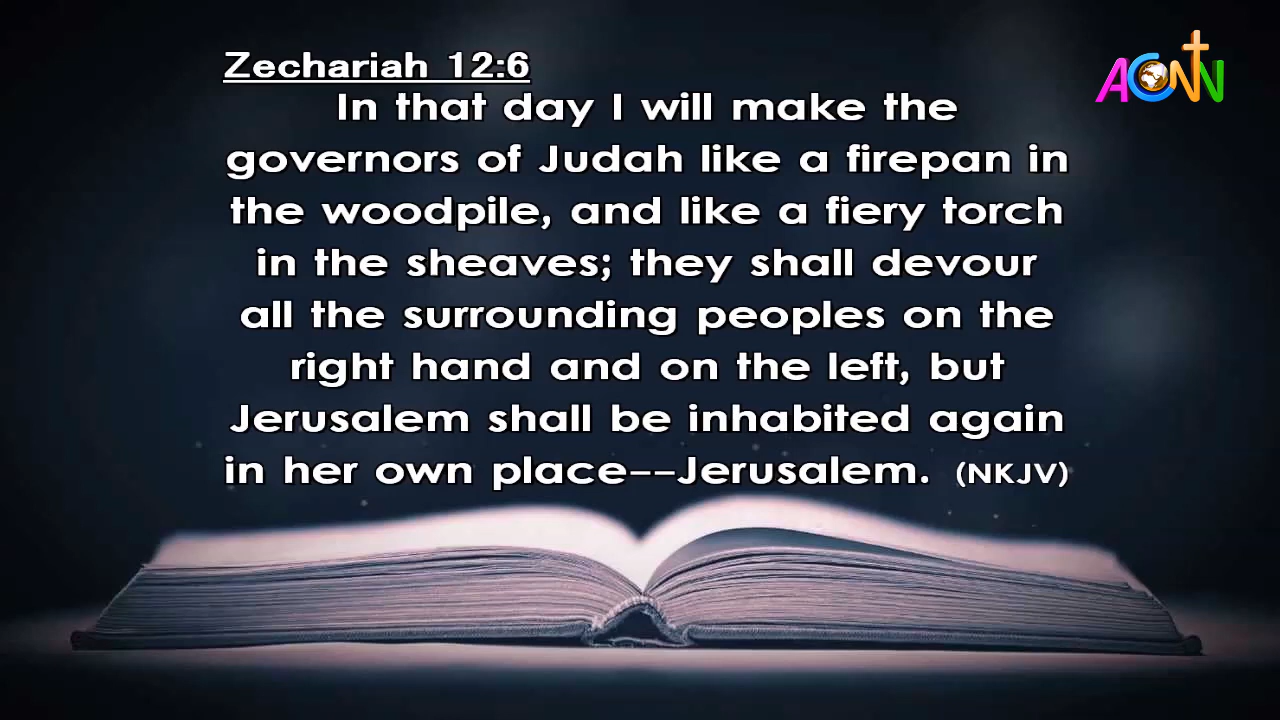 Zechariah 12:6
ACNN
In that day I will make the
governors of Judah like a firepan in
the woodpile, and like a fiery torch
in the sheaves; they shall devour
all the surrounding peoples on the
right hand and on the left, but
Jerusalem shall be inhabited again
in her own place--Jerusalem. (NKJV)